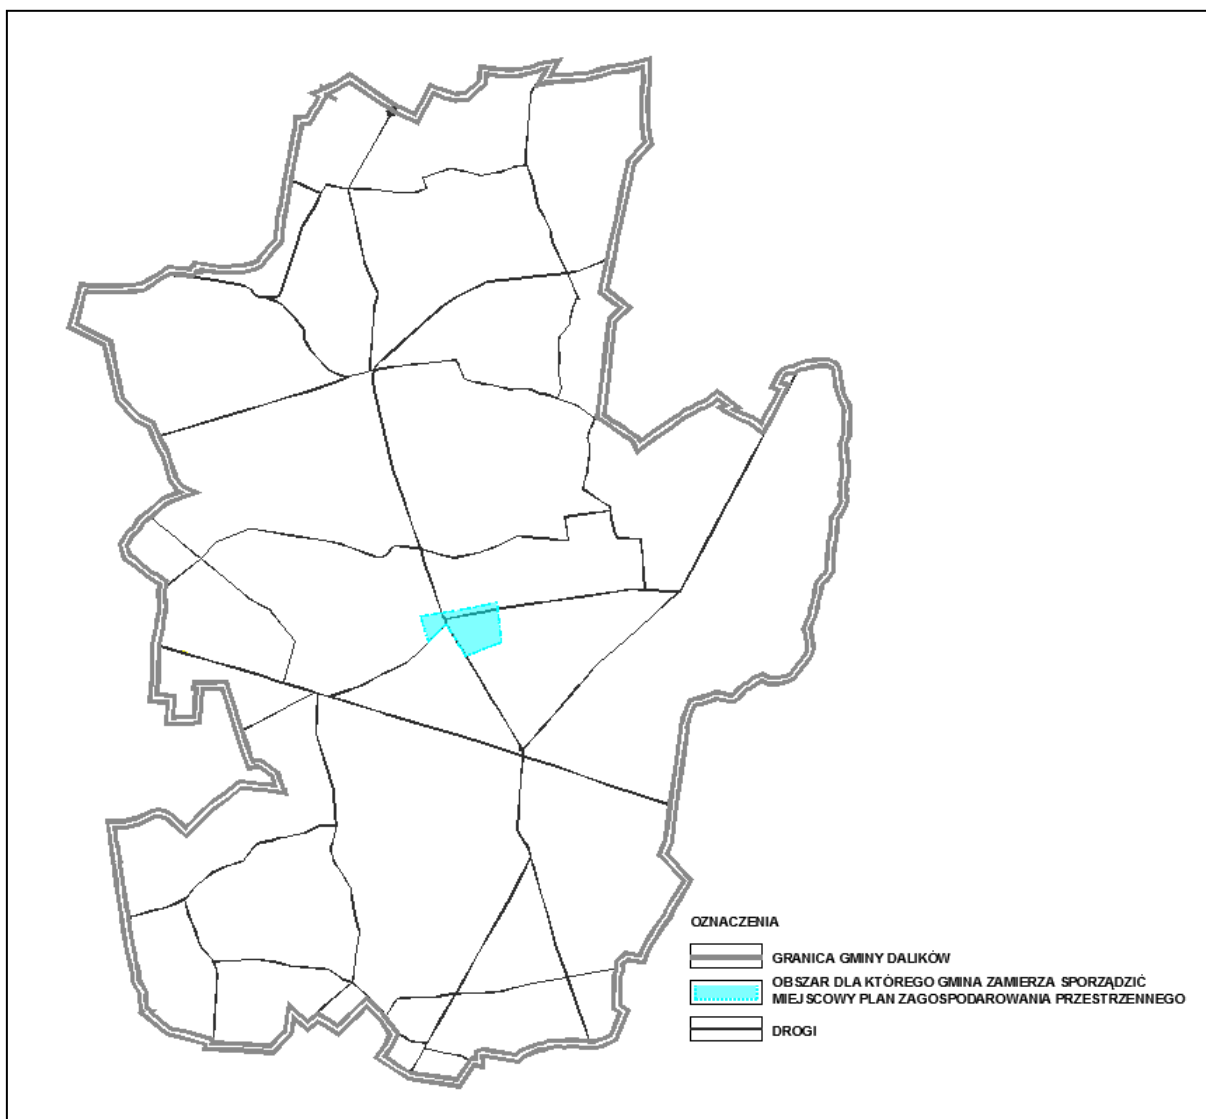 OZNACZENIA
GRANICA GMINY DALIKÓW
OBSZAR DLA KTÓREGO GMINA ZAMIERZA SPORZĄDZIĆ
MIEJSCOWY PLAN ZAGOSPODAROWANIA PRZESTRZENNEGO
DROGI